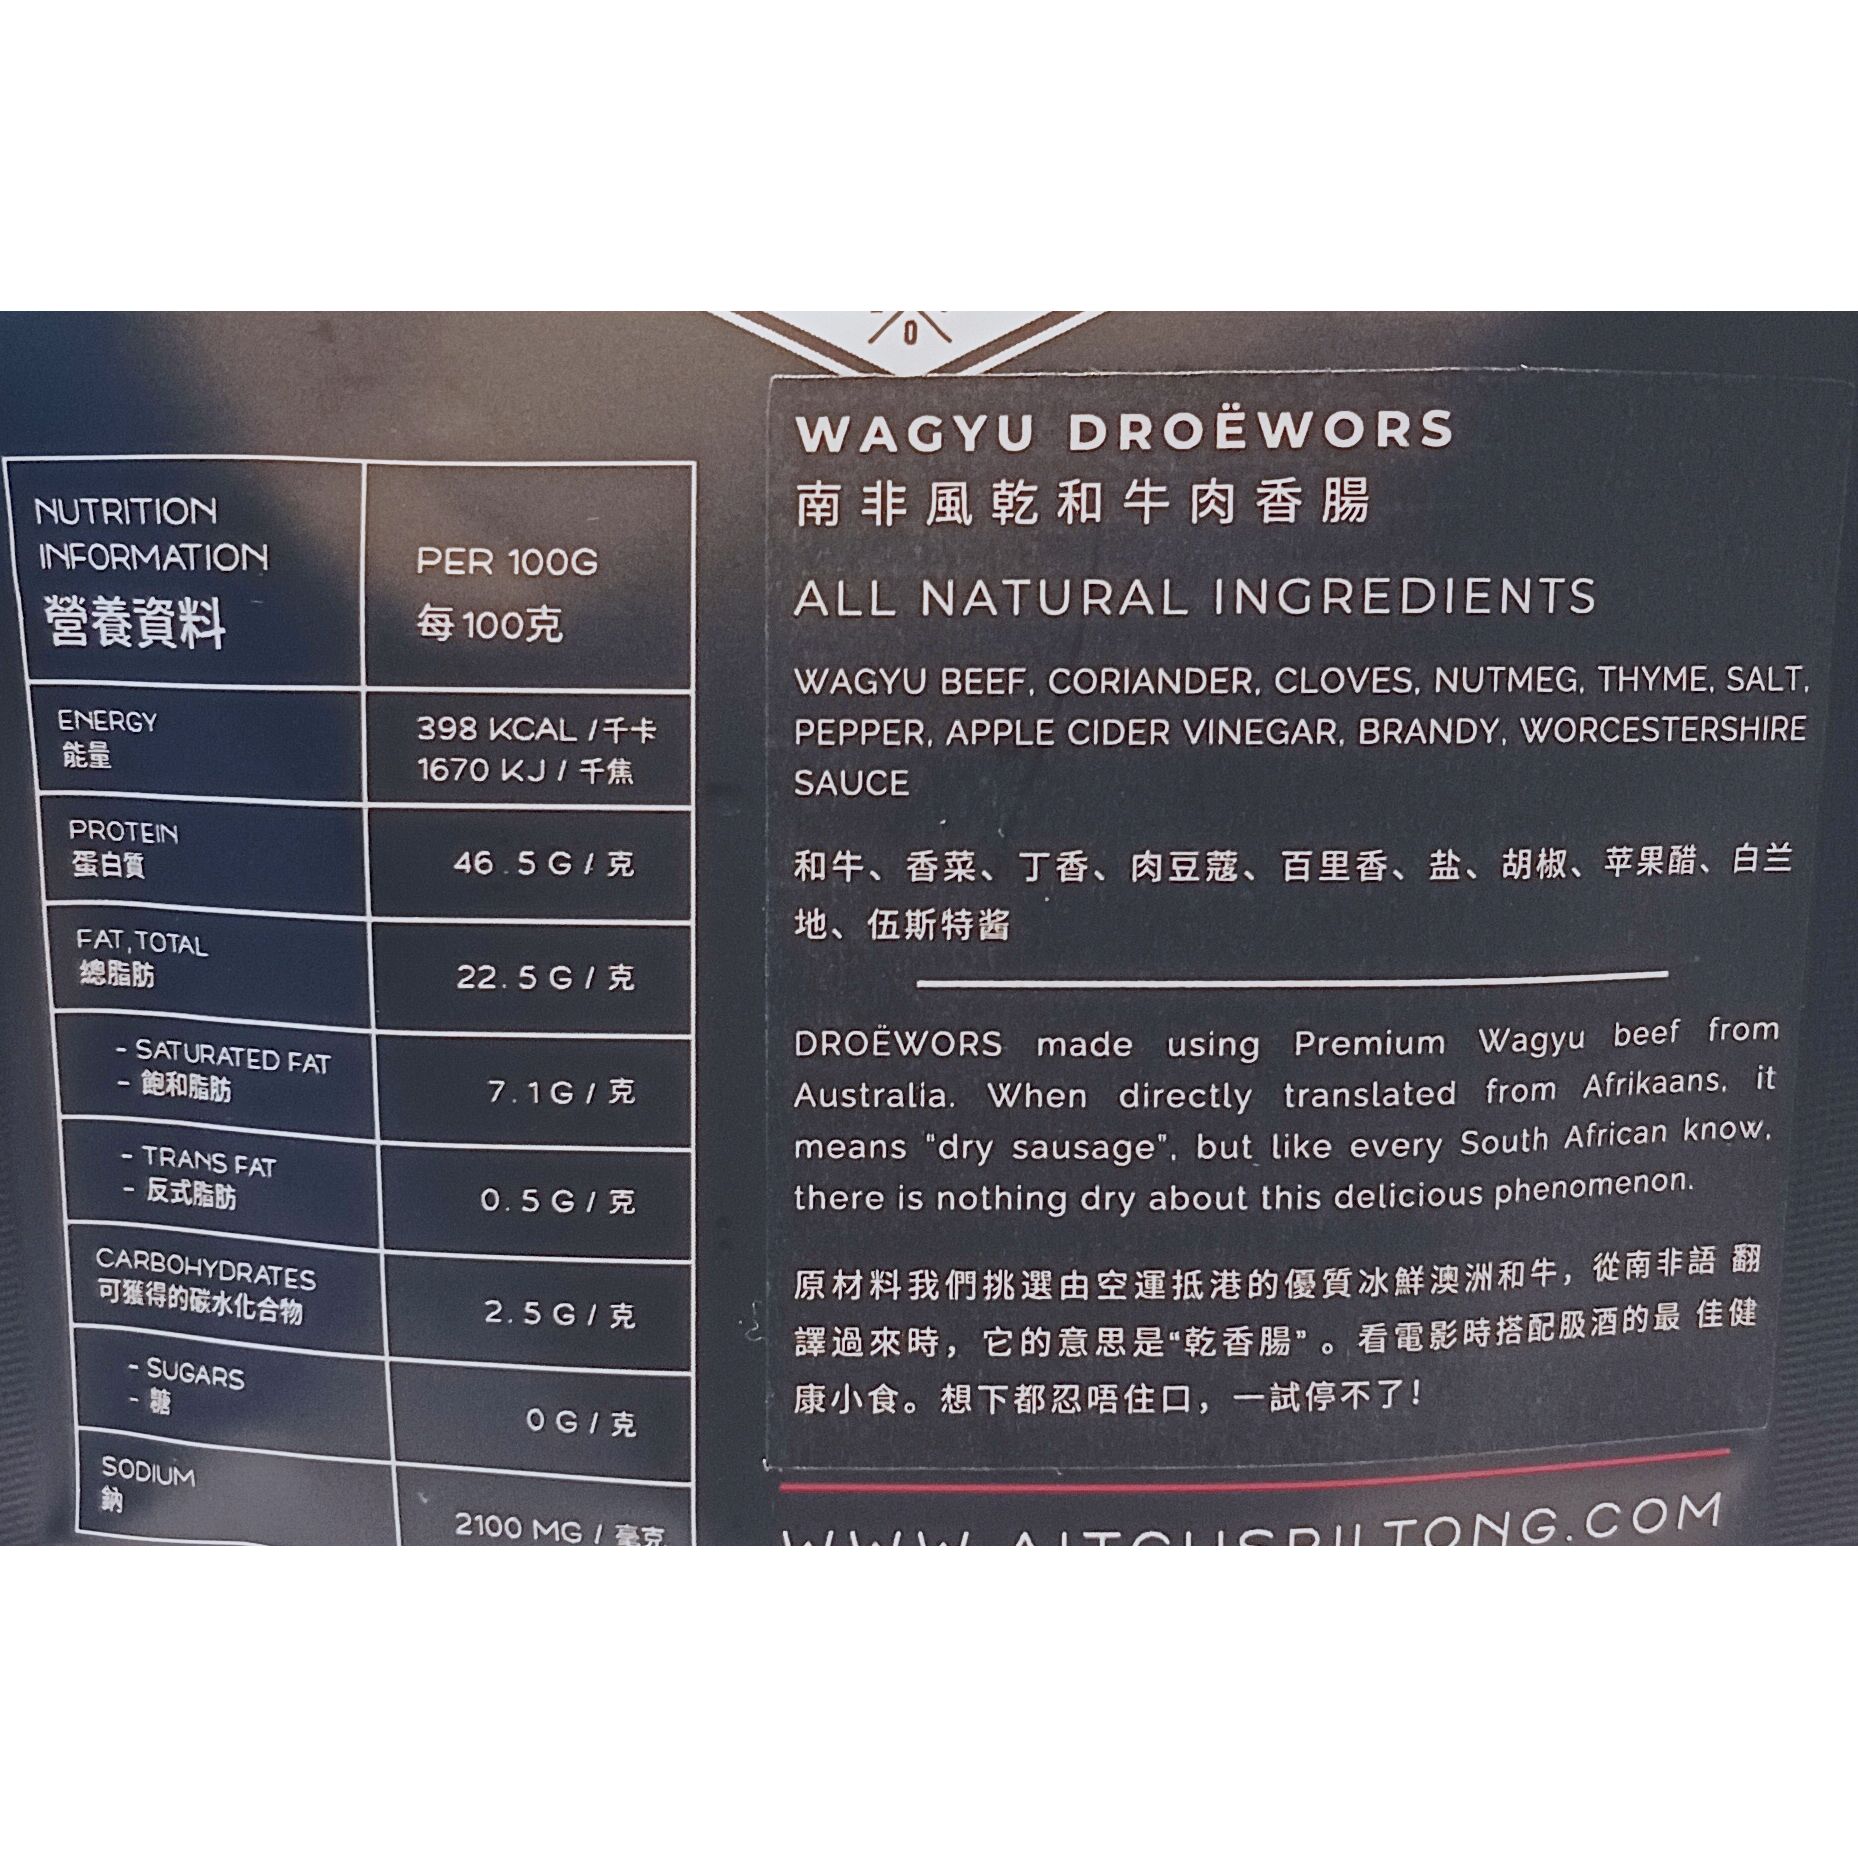 NUTRITION
INFORMATION
營養資料
PER 100G
每100克
ENERGY
能量
398 KCAL /千卡
1670 KJ / 千焦
PROTEIN
蛋白質
46.5 G / 克
FAT, TOTAL
總脂肪
22.5 G / 克
- SATURATED FAT
- 飽和脂肪
7.1 G / 克
- TRANS FAT
- 反式脂肪
0.5 G / 克
CARBOHYDRATES
可獲得的碳水化合物
2.5 G / 克
- SUGARS
- 糖
0 G / 克
SODIUM
鈉
2100 MG / 毫克
WAGYU DROËWORS
南非風乾和牛肉香腸
ALL NATURAL INGREDIENTS
WAGYU BEEF, CORIANDER, CLOVES, NUTMEG, THYME, SALT,
PEPPER, APPLE CIDER VINEGAR, BRANDY, WORCESTERSHIRE
SAUCE
和牛、香菜、丁香、肉豆蔻、百里香、盐、胡椒、苹果醋、白兰
地、伍斯特酱
DROËWORS made using Premium Wagyu beef from
Australia. When directly translated from Afrikaans, it
means "dry sausage", but like every South African know,
there is nothing dry about this delicious phenomenon.
原材料我們挑選由空運抵港的優質冰鮮澳洲和牛，從南非語 翻
譯過來時，它的意思是“乾香腸”。看電影時搭配及酒的最 佳健
康小食。想下都忍唔住口，一試停不了！